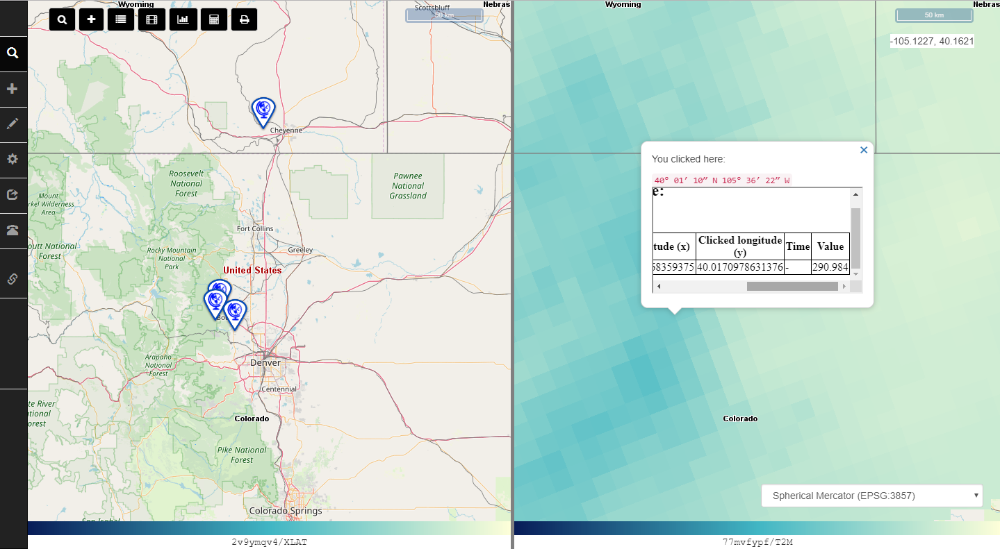 Wyoming
Scottsbluff
Nebras
50 km
Cheyenne
Roosevelt
National
Forest
Pawnee
National
Grassland
Mount
rkel Wilderness
Area
Fort Collins
outt National
Forest
Rocky Mountain
National
Park
Greeley
United States
Bo
Arapaho
National
Forest
Denver
Centennial
te River
ational
orest
Colorado
Pike National
Forest
Colorado Springs
San Isabel
2v9ymqv4/XLAT
Wyoming
Nebras
50 km
-105.1227, 40.1621
You clicked here:
40° 01′ 10″ N 105° 36′ 22″ W
e:
tude (x)
Clicked longitude
(y)
Time
Value
58359375
40.0170978631376
-
290.984
Colorado
Spherical Mercator (EPSG:3857)
77mvfypf/T2M